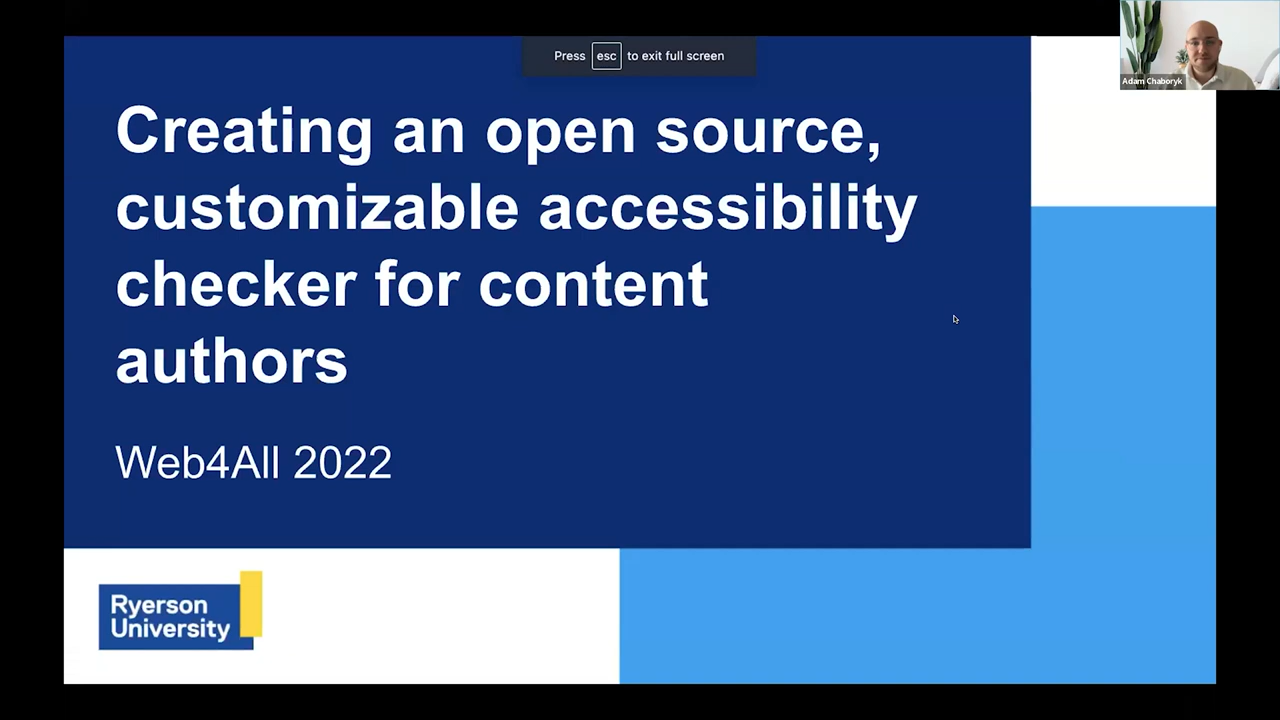 Press esc to exit full screen
Adam Chaboryk
Creating an open source,
customizable accessibility
checker for content
authors
Web4All 2022
Ryerson
University